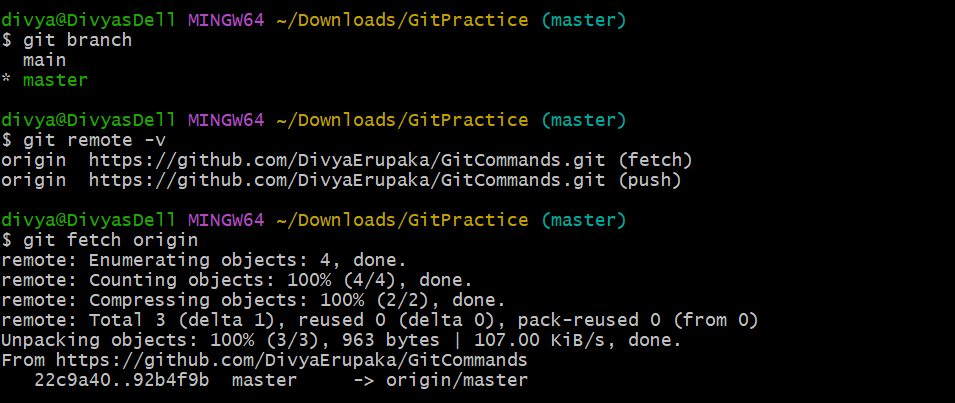 divya@DivyasDell MINGW64 ~/Downloads/GitPractice (master)
$ git branch
  main
* master

divya@DivyasDell MINGW64 ~/Downloads/GitPractice (master)
$ git remote -v
origin  https://github.com/DivyaErupaka/GitCommands.git (fetch)
origin  https://github.com/DivyaErupaka/GitCommands.git (push)

divya@DivyasDell MINGW64 ~/Downloads/GitPractice (master)
$ git fetch origin
remote: Enumerating objects: 4, done.
remote: Counting objects: 100% (4/4), done.
remote: Compressing objects: 100% (2/2), done.
remote: Total 3 (delta 1), reused 0 (delta 0), pack-reused 0 (from 0)
Unpacking objects: 100% (3/3), 963 bytes | 107.00 KiB/s, done.
From https://github.com/DivyaErupaka/GitCommands
   22c9a40..92b4f9b  master     -> origin/master